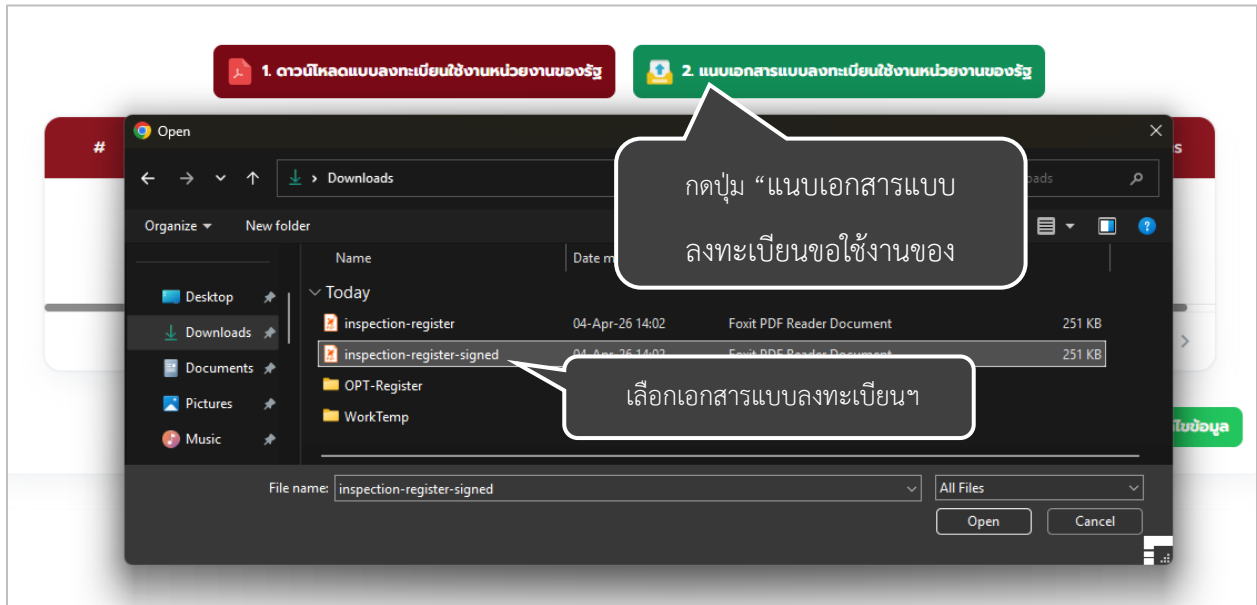 1. ดาวน์โหลดแบบลงทะเบียนใช้งานหน่วยงานของรัฐ
2. แนบเอกสารแบบลงทะเบียนใช้งานหน่วยงานของรัฐ
#
Open
Downloads
กดปุ่ม “แนบเอกสารแบบ
ลงทะเบียนขอใช้งานของ
Organize
New folder
Name
Date m
Today
inspection-register 04-Apr-26 14:02 Foxit PDF Reader Document 251 KB
inspection-register-signed 04-Apr-26 14:02 Foxit PDF Reader Document 251 KB
OPT-Register
WorkTemp
Desktop
Downloads
Documents
Pictures
Music
เลือกเอกสารแบบลงทะเบียนฯ
File name: inspection-register-signed
All Files
Open
Cancel